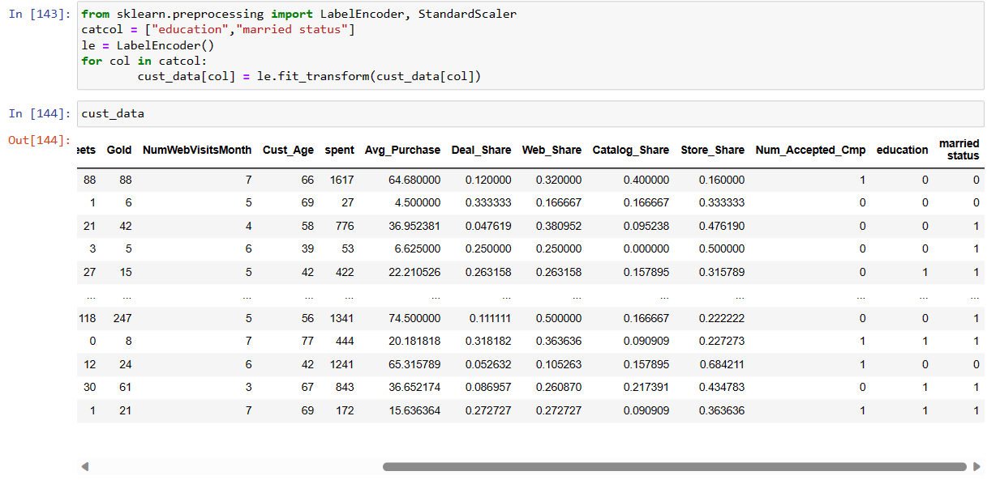 In [143]: from sklearn.preprocessing import LabelEncoder, StandardScaler
catcol = ["education","married status"]
le = LabelEncoder()
for col in catcol:
        cust_data[col] = le.fit_transform(cust_data[col])
In [144]: cust_data
Out[144]:
eets Gold NumWebVisitsMonth Cust_Age spent Avg_Purchase Deal_Share Web_Share Catalog_Share Store_Share Num_Accepted_Cmp education married
status
88 88 7 66 1617 64.680000 0.120000 0.320000 0.400000 0.160000 1 0 0
1 6 5 69 27 4.500000 0.333333 0.166667 0.166667 0.333333 0 0 0
21 42 4 58 776 36.952381 0.047619 0.380952 0.095238 0.476190 0 0 1
3 5 6 39 53 6.625000 0.250000 0.250000 0.000000 0.500000 0 0 1
27 15 5 42 422 22.210526 0.263158 0.263158 0.157895 0.315789 0 1 1
... ... ... ... ... ... ... ... ... ... ... ... ...
118 247 5 56 1341 74.500000 0.111111 0.500000 0.166667 0.222222 0 0 1
0 8 7 77 444 20.181818 0.318182 0.363636 0.090909 0.227273 1 1 1
12 24 6 42 1241 65.315789 0.052632 0.105263 0.157895 0.684211 1 0 0
30 61 3 67 843 36.652174 0.086957 0.260870 0.217391 0.434783 0 1 1
1 21 7 69 172 15.636364 0.272727 0.272727 0.090909 0.363636 1 1 1